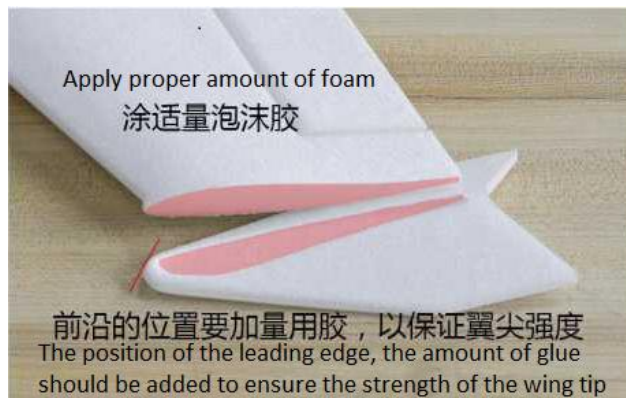 Apply proper amount of foam
涂适量泡沫胶
前沿的位置要加量用胶，以保证翼尖强度
The position of the leading edge, the amount of glue
should be added to ensure the strength of the wing tip